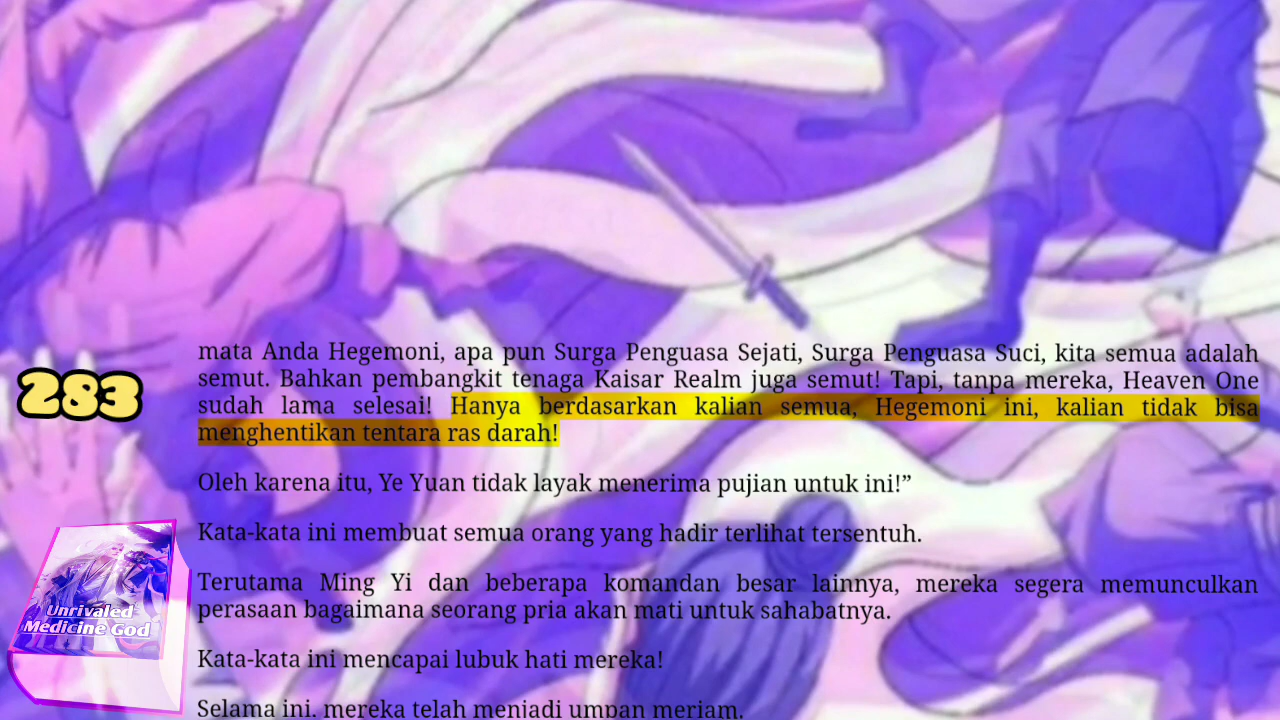 mata Anda Hegemoni, apa pun Surga Penguasa Sejati, Surga Penguasa Suci, kita semua adalah
semut. Bahkan pembangkit tenaga Kaisar Realm juga semut! Tapi, tanpa mereka, Heaven One
sudah lama selesai! Hanya berdasarkan kalian semua, Hegemoni ini, kalian tidak bisa
menghentikan tentara ras darah!
283
Oleh karena itu, Ye Yuan tidak layak menerima pujian untuk ini!”
Kata-kata ini membuat semua orang yang hadir terlihat tersentuh.
Terutama Ming Yi dan beberapa komandan besar lainnya, mereka segera memunculkan
perasaan bagaimana seorang pria akan mati untuk sahabatnya.
Unrivaled
Medicine God
Kata-kata ini mencapai lubuk hati mereka!
Selama ini, mereka telah menjadi umpan meriam.